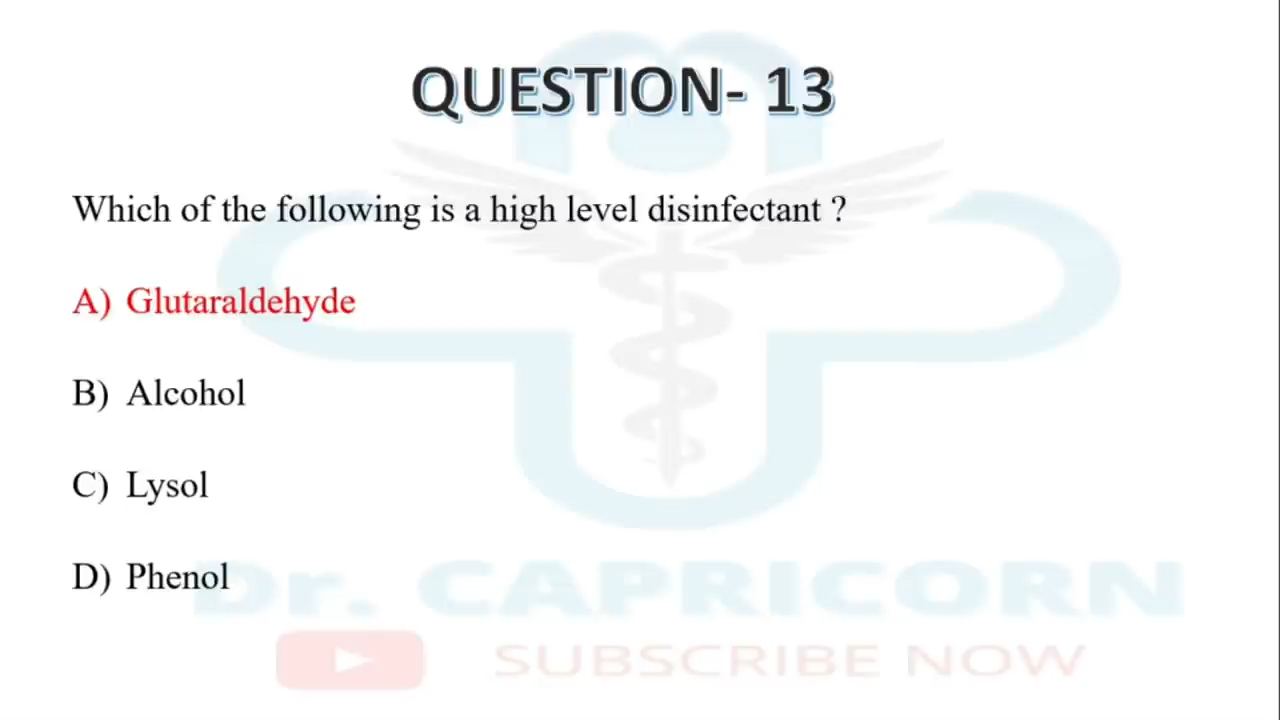 QUESTION- 13
Which of the following is a high level disinfectant ?
A) Glutaraldehyde
B) Alcohol
C) Lysol
D) Phenol
Dr. CAPRICORN
SUBSCRIBE NOW